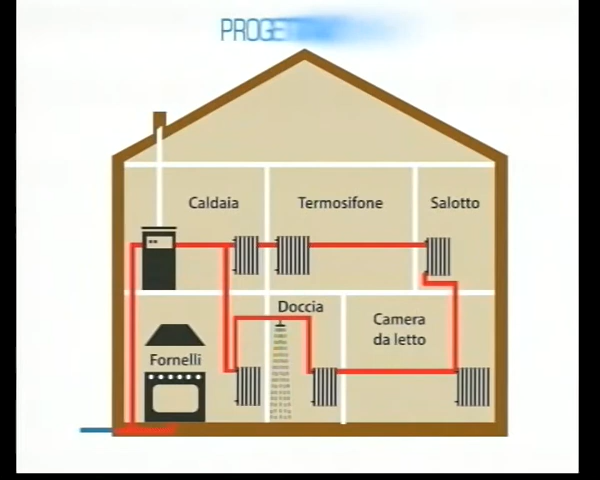 PROGE
Caldaia
Termosifone
Salotto
Doccia
Camera
da letto
Fornelli